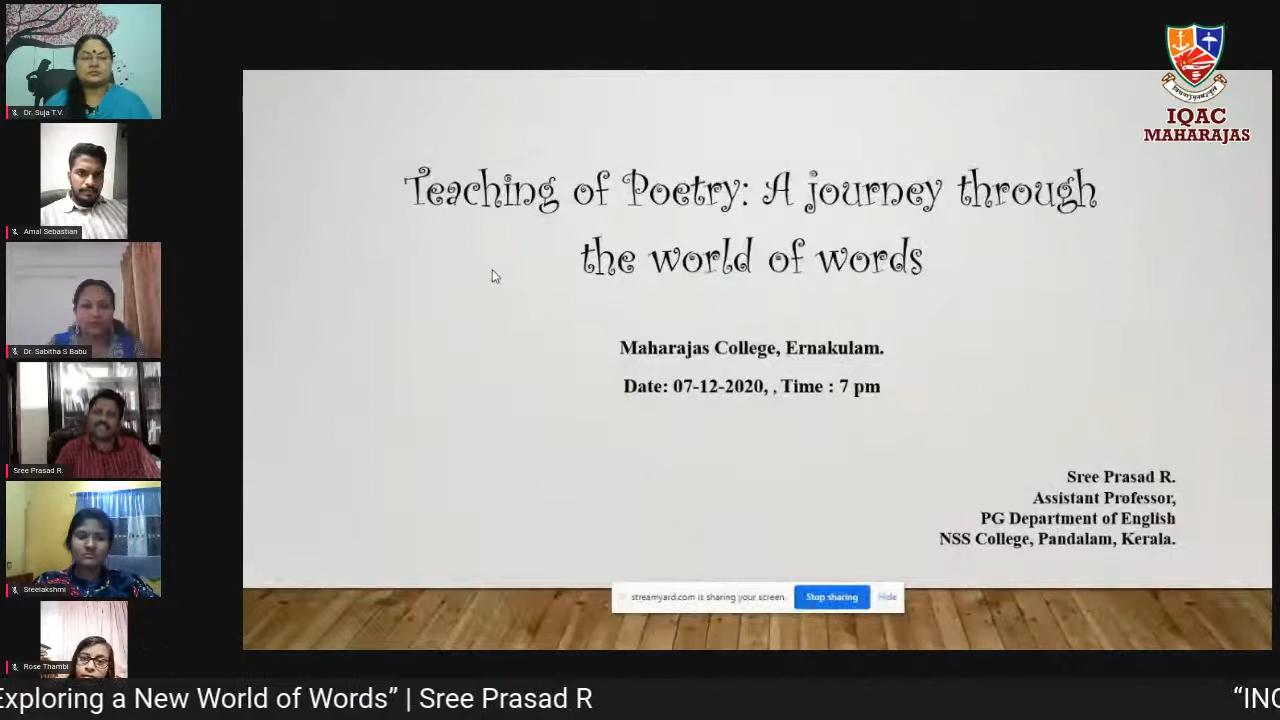 Dr. Suja T.V.
Amal Sebastian
Dr. Sabitha S Babu
Sree Prasad R.
Sreelakshmi
Rose Thambi
IQAC
MAHARAJAS
Teaching of Poetry: A journey through
the world of words
Maharajas College, Ernakulam.
Date: 07-12-2020, , Time : 7 pm
Sree Prasad R.
Assistant Professor,
PG Department of English
NSS College, Pandalam, Kerala.
streamyard.com is sharing your screen. Stop sharing Hide
Exploring a New World of Words” | Sree Prasad R “INC